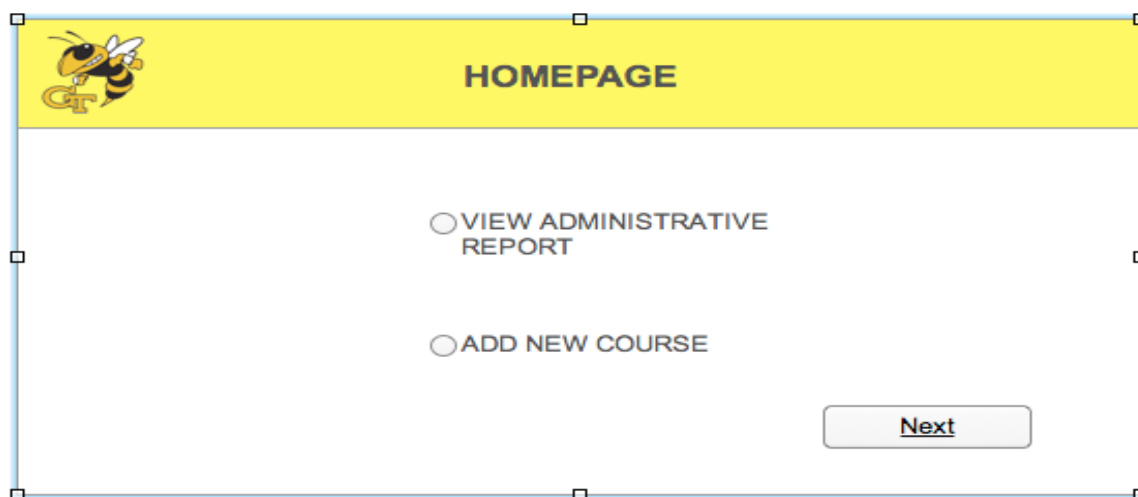 GT
HOMEPAGE
VIEW ADMINISTRATIVE
REPORT
ADD NEW COURSE
Next